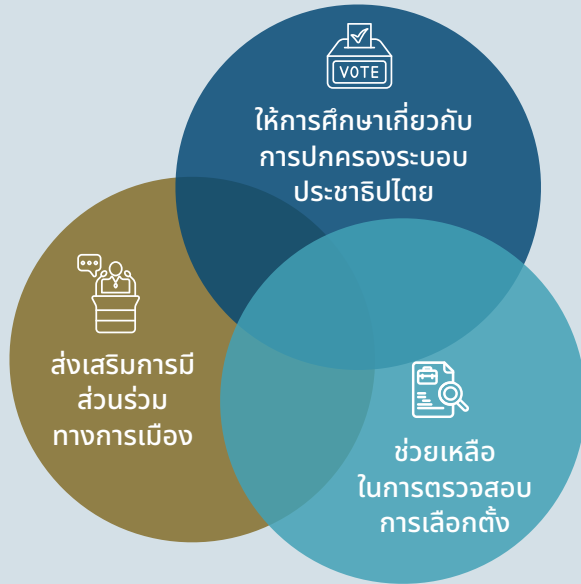 VOTE
ให้การศึกษาเกี่ยวกับ
การปกครองระบอบ
ประชาธิปไตย
ส่งเสริมการมี
ส่วนร่วม
ทางการเมือง
ช่วยเหลือ
ในการตรวจสอบ
การเลือกตั้ง